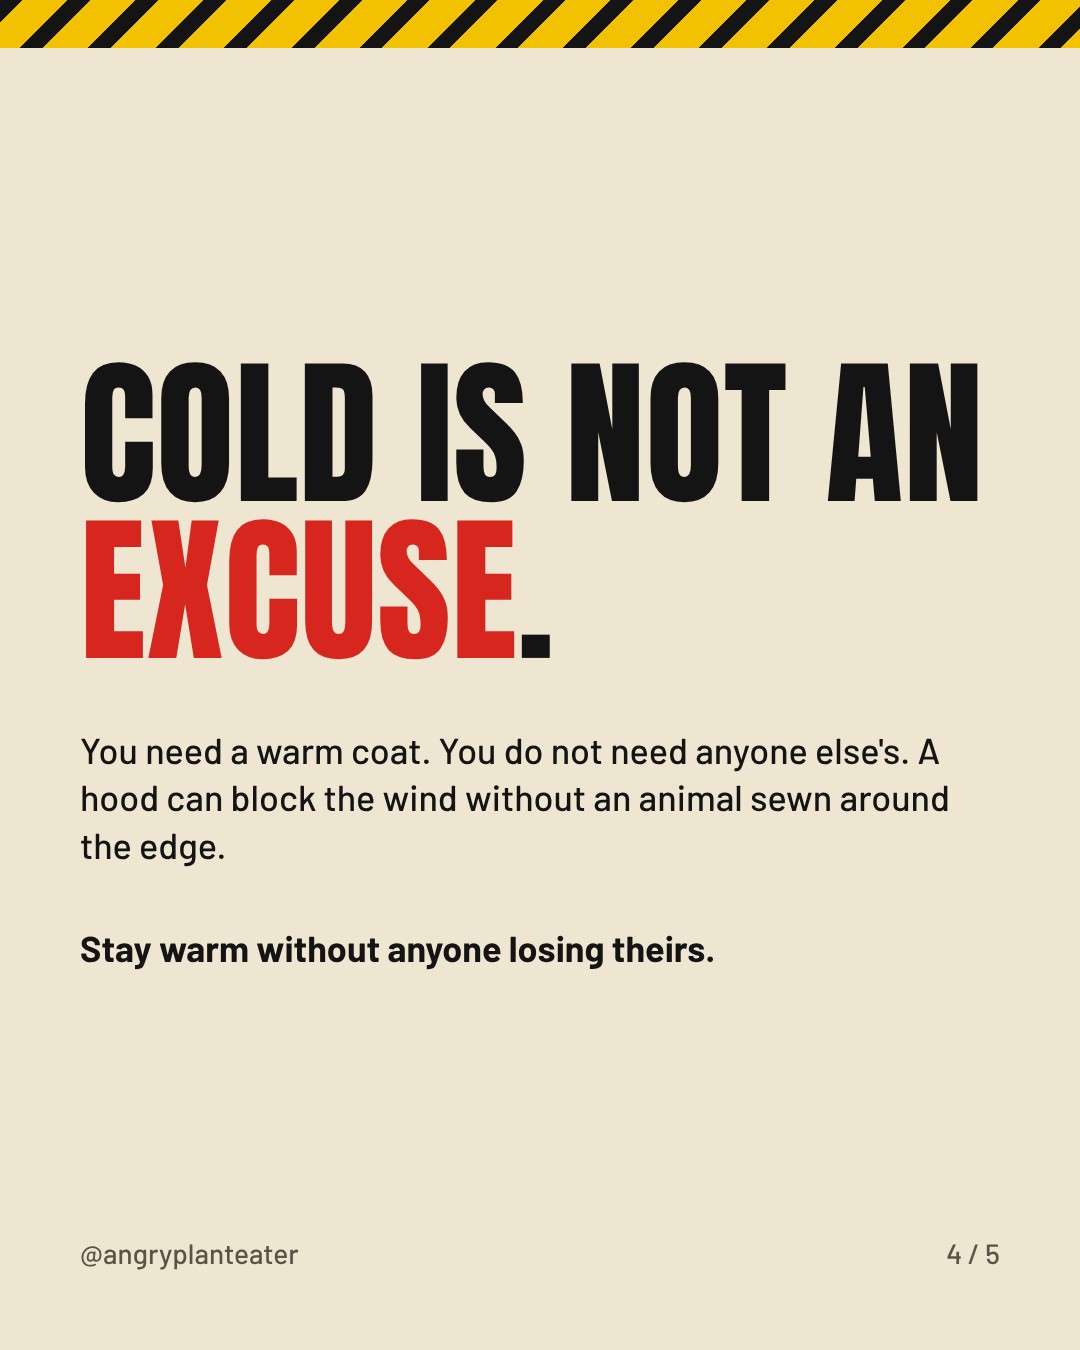 COLD IS NOT AN
EXCUSE.
You need a warm coat. You do not need anyone else's. A
hood can block the wind without an animal sewn around
the edge.
Stay warm without anyone losing theirs.
@angryplanteater
4 / 5